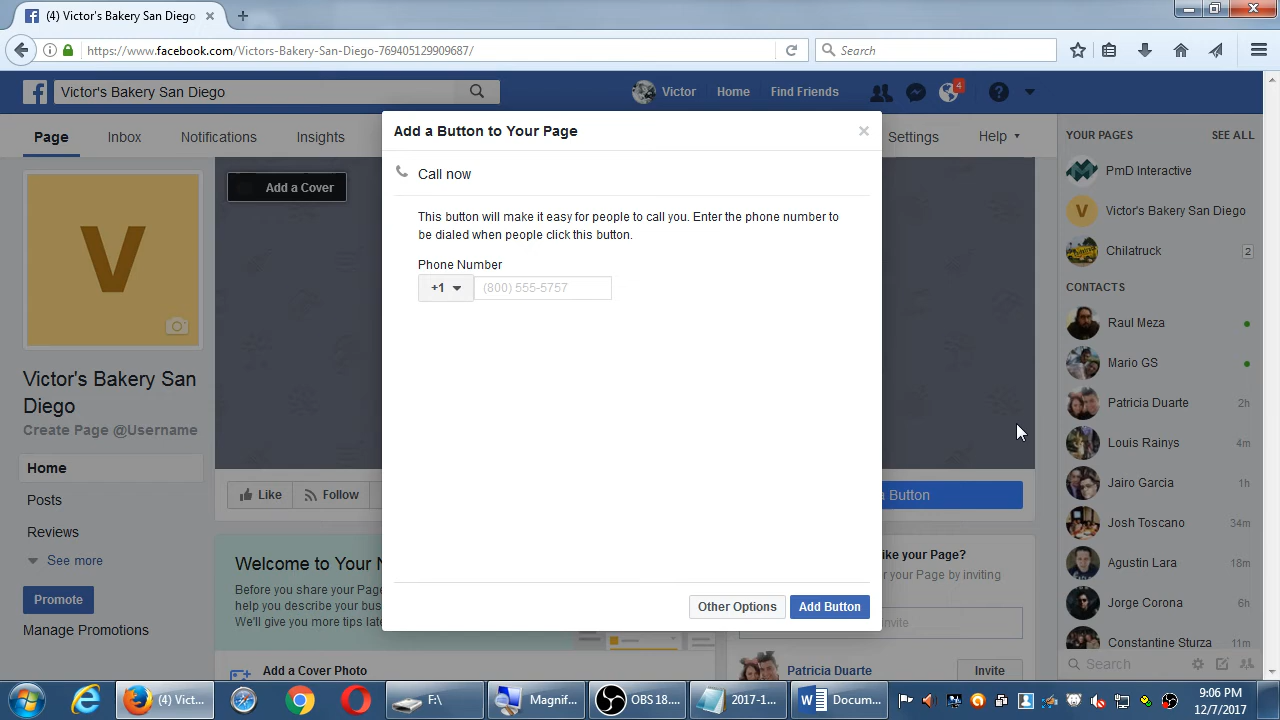 (4) Victor's Bakery San Diego
https://www.facebook.com/Victors-Bakery-San-Diego-769405129909687/
Search
Victor's Bakery San Diego
Victor
Home
Find Friends
4
Page
Inbox
Notifications
Insights
Settings
Help
Add a Button to Your Page
Call now
This button will make it easy for people to call you. Enter the phone number to
be dialed when people click this button.
Phone Number
+1
(800) 555-5757
Other Options
Add Button
Add a Cover
V
Victor's Bakery San
Diego
Create Page @Username
Home
Posts
Reviews
See more
Promote
Manage Promotions
Like
Follow
a Button
Welcome to Your N
Before you share your Page
help you describe your bus
We'll give you more tips late
Add a Cover Photo
like your Page?
your Page by inviting
invite
Patricia Duarte
Invite
YOUR PAGES
SEE ALL
PmD Interactive
V
Victor's Bakery San Diego
Chilatruck
2
CONTACTS
Raul Meza
Mario GS
Patricia Duarte
2h
Louis Rainys
4m
Jairo Garcia
1h
Josh Toscano
34m
Agustin Lara
18m
Jorge Corona
6h
Constantine Sturza
11m
Search
(4) Vict...
F:\
Magnif...
OBS 18....
2017-1...
Docum...
9:06 PM
12/7/2017